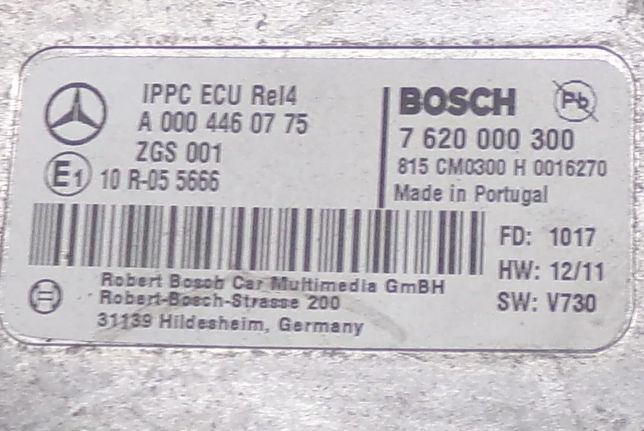 IPPC ECU Rel4
A 000 446 07 75
ZGS 001
E1 10 R-05 5666
BOSCH
Pb
7 620 000 300
815 CM0300 H 0016270
Made in Portugal
FD: 1017
HW: 12/11
SW: V730
Robert Bosch Car Multimedia GmBH
Robert-Bosch-Strasse 200
31139 Hildesheim, Germany